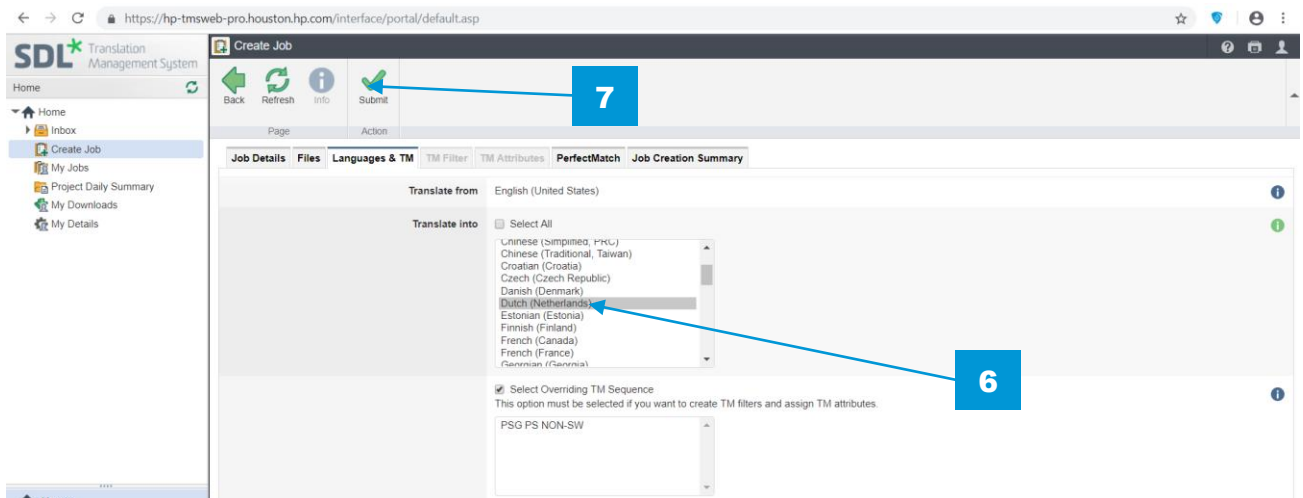 https://hp-tmsweb-pro.houston.hp.com/interface/portal/default.asp
SDL Translation
Management System
Create Job
Home
Back Refresh Info Submit
7
Page Action
Home
Inbox
Create Job
My Jobs
Project Daily Summary
My Downloads
My Details
Job Details Files Languages & TM TM Filter TM Attributes PerfectMatch Job Creation Summary
Translate from English (United States)
Translate into Select All
Chinese (Simplified, PRC)
Chinese (Traditional, Taiwan)
Croatian (Croatia)
Czech (Czech Republic)
Danish (Denmark)
Dutch (Netherlands)
Estonian (Estonia)
Finnish (Finland)
French (Canada)
French (France)
Georgian (Georgia)
6
Select Overriding TM Sequence
This option must be selected if you want to create TM filters and assign TM attributes.
PSG PS NON-SW